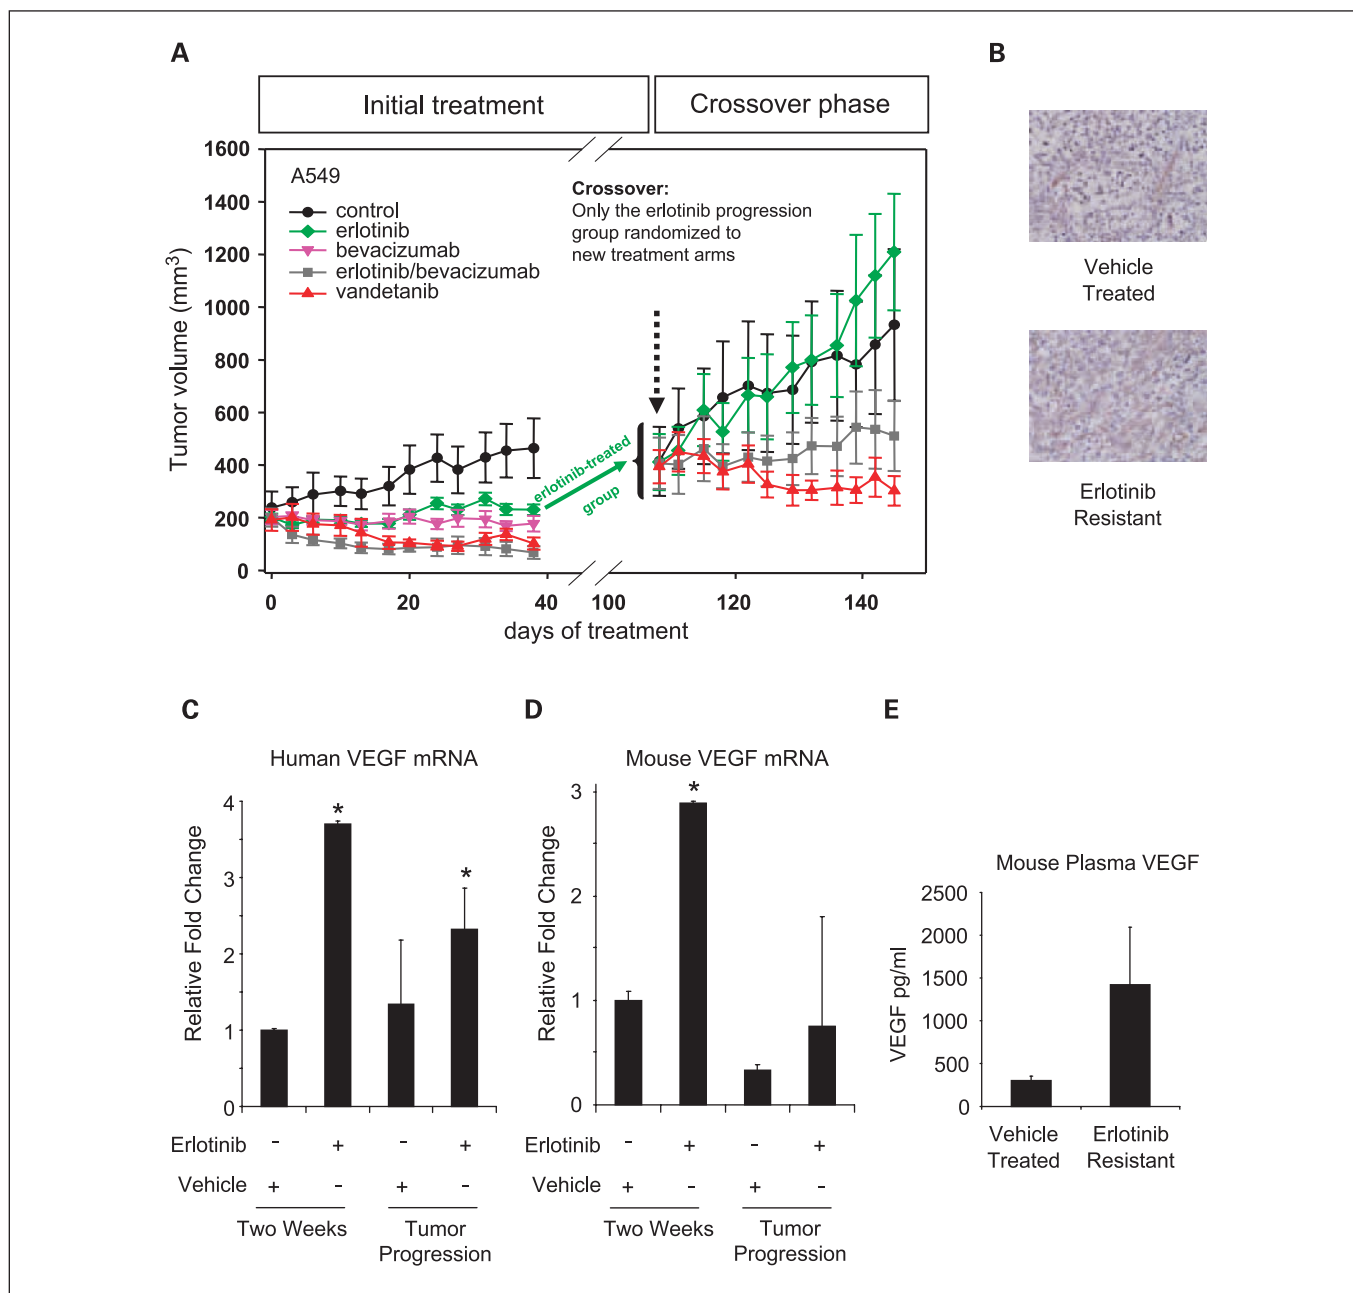 A
B
Initial treatment
Crossover phase
1600
1400
1200
1000
800
600
400
200
0
Tumor volume (mm³)
A549
control
erlotinib
bevacizumab
erlotinib/bevacizumab
vandetanib
Crossover:
Only the erlotinib progression
group randomized to
new treatment arms
erlotinib-treated
group
0
20
40
100
120
140
days of treatment
Vehicle
Treated
Erlotinib
Resistant
C
Human VEGF mRNA
Relative Fold Change
4
3
2
1
0
*
*
Erlotinib - + - +
Vehicle + - + -
Two Weeks
Tumor
Progression
D
Mouse VEGF mRNA
Relative Fold Change
3
2
1
0
*
Erlotinib - + - +
Vehicle + - + -
Two Weeks
Tumor
Progression
E
Mouse Plasma VEGF
VEGF pg/ml
2500
2000
1500
1000
500
0
Vehicle
Treated
Erlotinib
Resistant